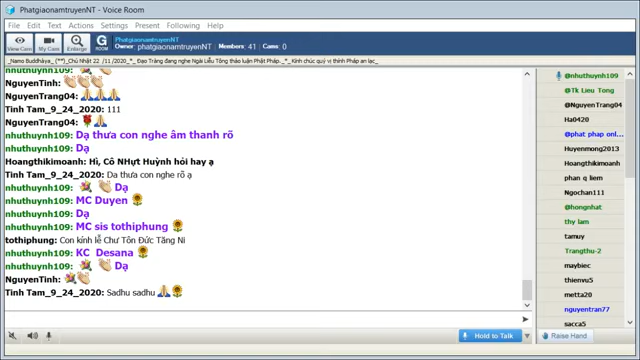 PhatgiaonamtruyenNT - Voice Room
File Edit Text Actions Settings Present Following Help
View Cam My Cam Enlarge
G ROOM
PhatgiaonamtruyenNT
Owner: phatgiaonamtruyenNT Members: 41 Cams: 0
_Namo Buddhàya_ (**)_Chủ Nhật 22 /11 /2020_* _Đạo Tràng đang nghe Ngài Liễu Tông thảo luận Phật Pháp._*_ Kính chúc quý vị thính Pháp an lạc_
nhuthuynh109:
NguyenTinh:
NguyenTrang04:
Tinh Tam_9_24_2020: 111
NguyenTrang04:
nhuthuynh109: Dạ thưa con nghe âm thanh rõ
nhuthuynh109: Dạ
Hoangthikimoanh: Hì, Cô NHựt Huỳnh hỏi hay ạ
Tinh Tam_9_24_2020: Da thưa con nghe rõ ạ
nhuthuynh109: Dạ
nhuthuynh109: MC Duyen
nhuthuynh109: Dạ
nhuthuynh109: MC sis tothiphung
tothiphung: Con kính lễ Chư Tôn Đức Tăng Ni
nhuthuynh109: KC Desana
nhuthuynh109: Dạ
NguyenTinh:
Tinh Tam_9_24_2020: Sadhu sadhu
Hold to Talk
@nhuthuynh109
@Tk Lieu Tong
@NguyenTrang04
Ha0420
@phat phap onl...
Huyenmong2013
Hoangthikimoanh
phan q liem
Ngochan111
@hongnhat
thy lam
tamuy
Trangthu-2
maybiec
thienvu5
metta20
nguyentran77
sacca5
Raise Hand